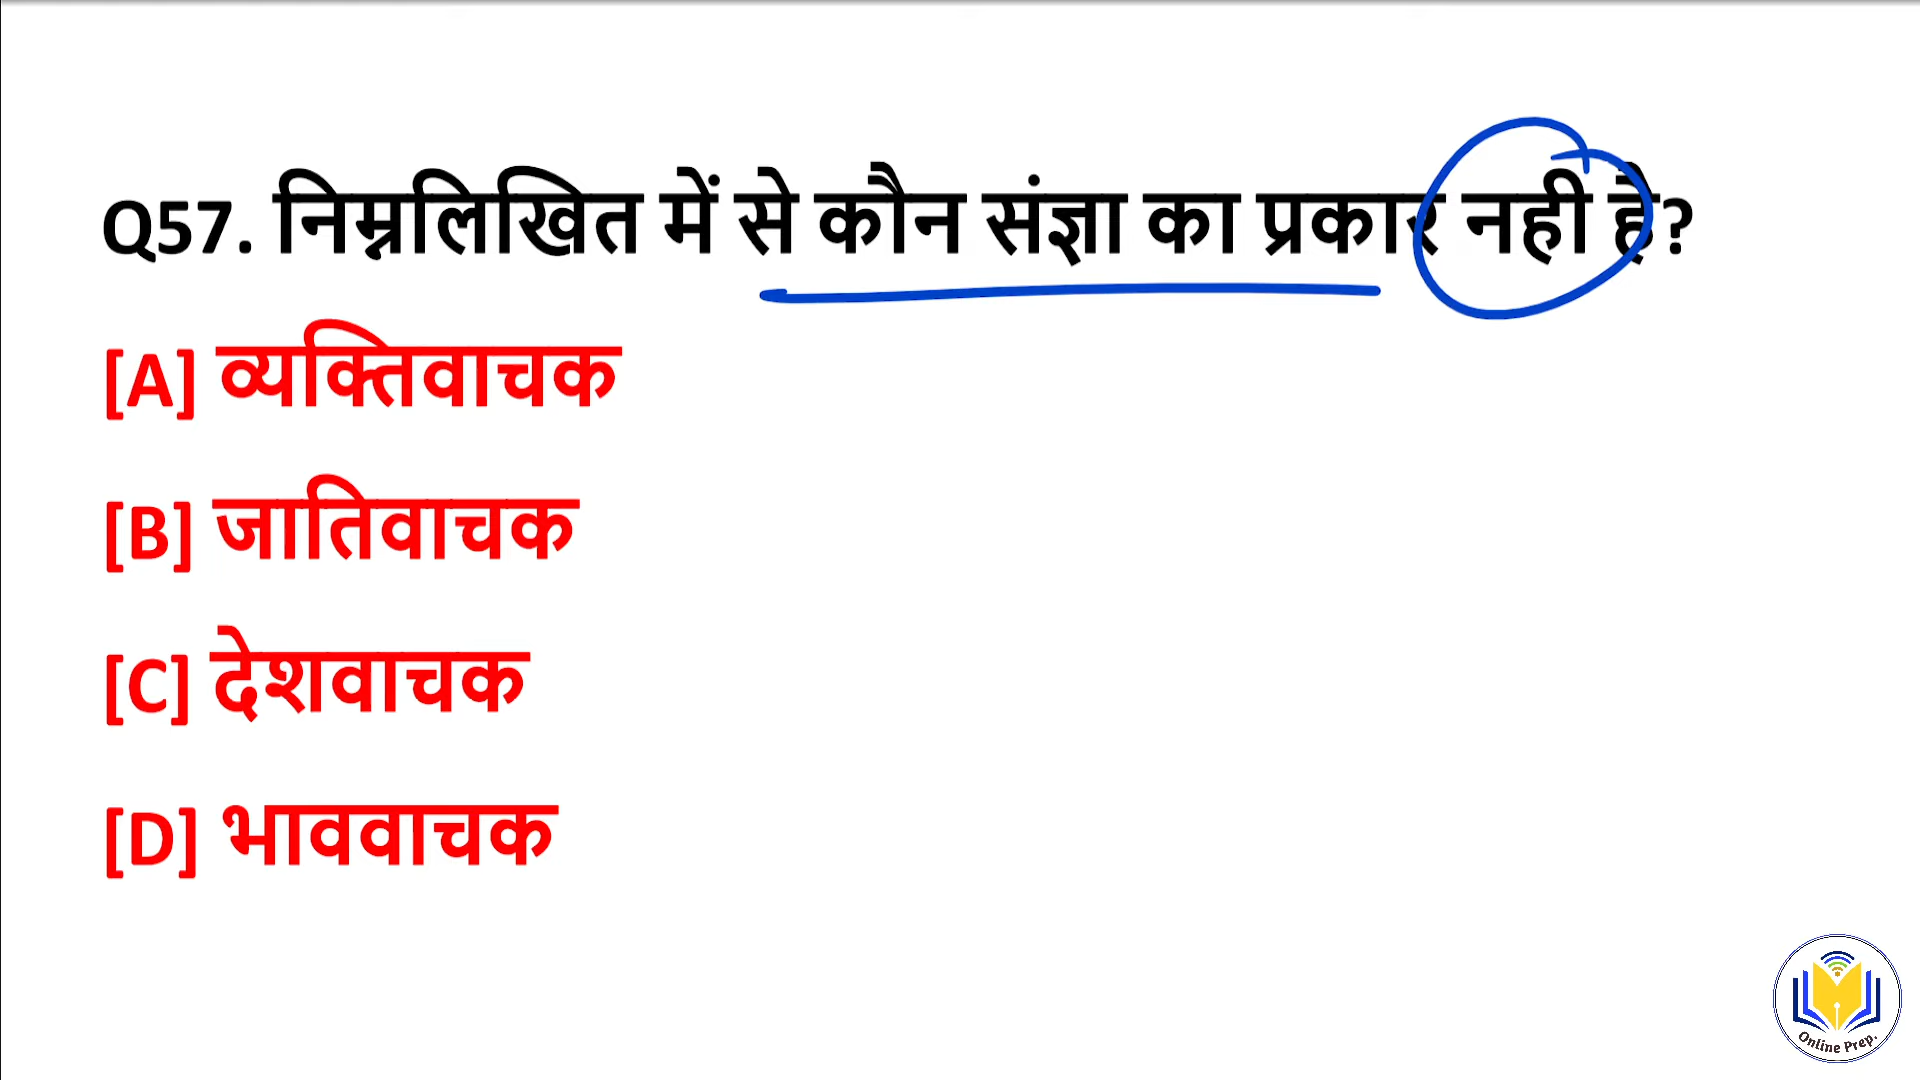 Q57. निम्नलिखित में से कौन संज्ञा का प्रकार नही है?
[A] व्यक्तिवाचक
[B] जातिवाचक
[C] देशवाचक
[D] भाववाचक
Online Prep.